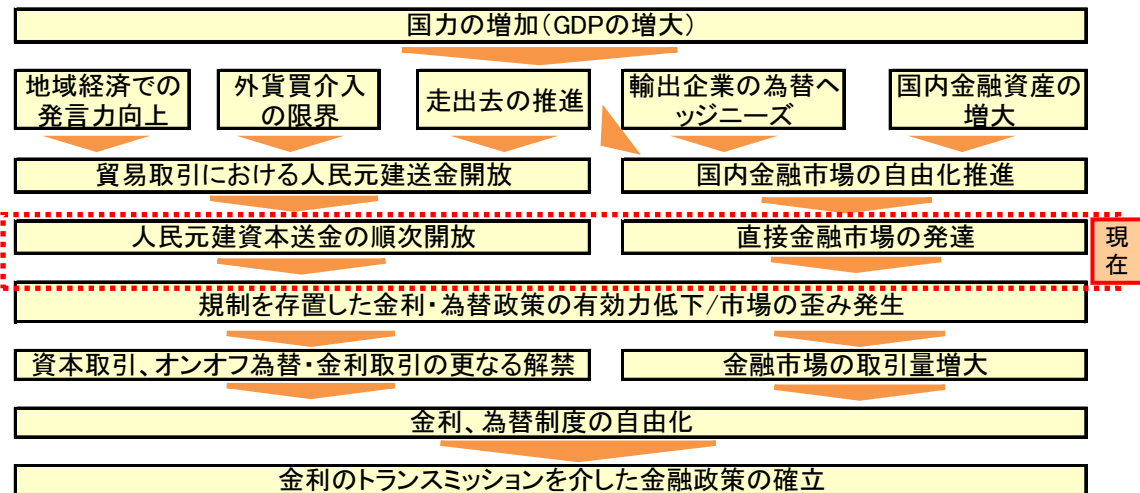 国力の増加(GDPの増大)
地域経済での
発言力向上
外貨買介入
の限界
走出去の推進
輸出企業の為替ヘ
ッジニーズ
国内金融資産の
増大
貿易取引における人民元建送金開放
国内金融市場の自由化推進
人民元建資本送金の順次開放
直接金融市場の発達
現
在
規制を存置した金利・為替政策の有効力低下/市場の歪み発生
資本取引、オンオフ為替・金利取引の更なる解禁
金融市場の取引量増大
金利、為替制度の自由化
金利のトランスミッションを介した金融政策の確立